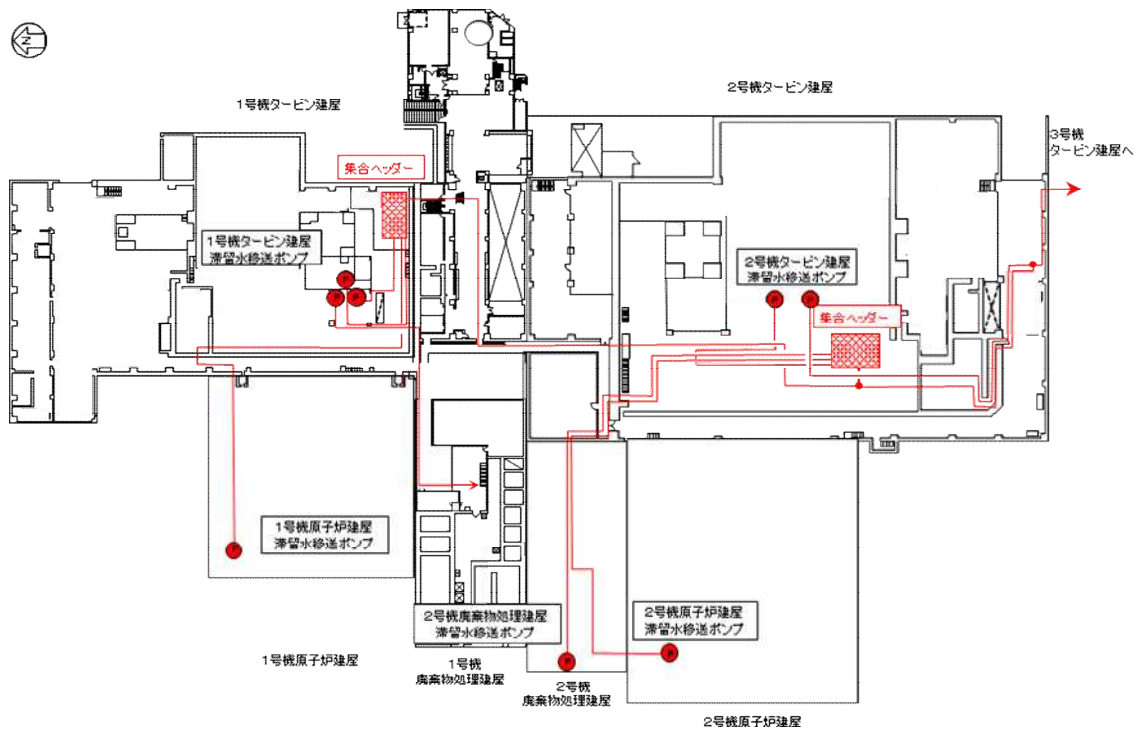 N
1号機タービン建屋
2号機タービン建屋
3号機
タービン建屋へ
集合ヘッダー
1号機タービン建屋
滞留水移送ポンプ
P
P
P
2号機タービン建屋
滞留水移送ポンプ
P
P
集合ヘッダー
1号機原子炉建屋
滞留水移送ポンプ
P
2号機廃棄物処理建屋
滞留水移送ポンプ
P
2号機原子炉建屋
滞留水移送ポンプ
P
1号機原子炉建屋
1号機
廃棄物処理建屋
2号機
廃棄物処理建屋
2号機原子炉建屋